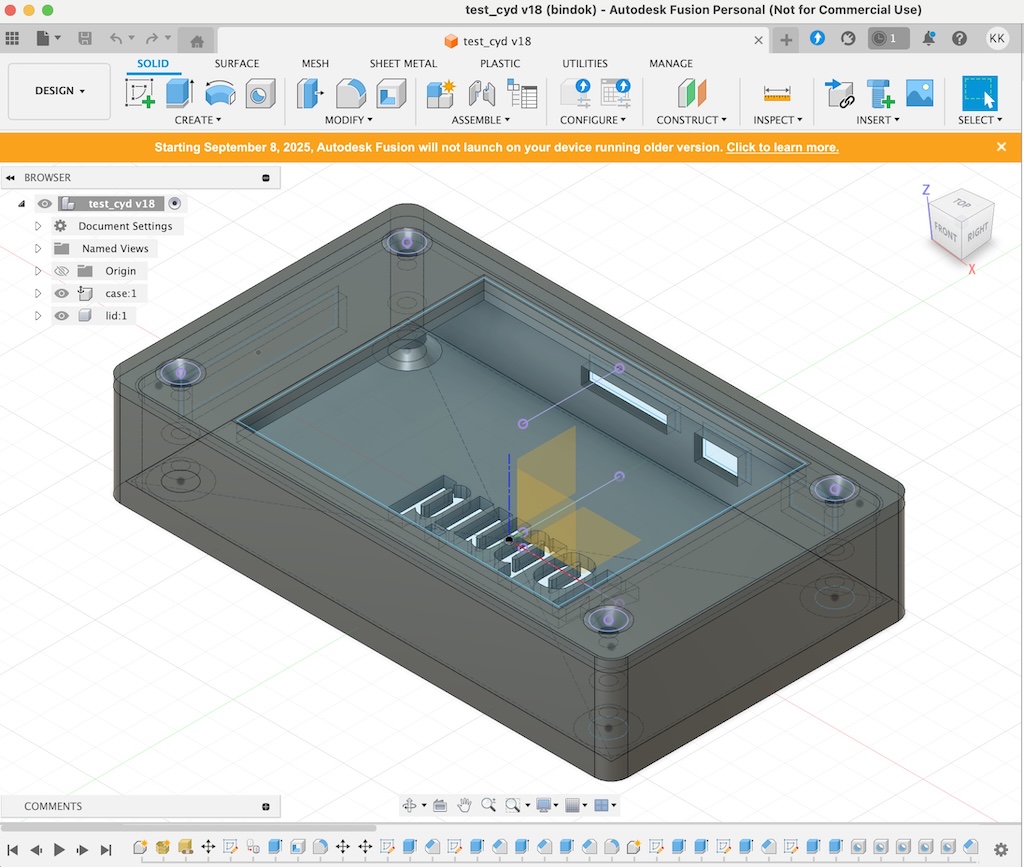 test_cyd v18 (bindok) - Autodesk Fusion Personal (Not for Commercial Use)
test_cyd v18
1
KK
DESIGN
SOLID SURFACE MESH SHEET METAL PLASTIC UTILITIES MANAGE
CREATE MODIFY ASSEMBLE CONFIGURE CONSTRUCT INSPECT INSERT SELECT
Starting September 8, 2025, Autodesk Fusion will not launch on your device running older version. Click to learn more.
BROWSER
test_cyd v18
Document Settings
Named Views
Origin
case:1
lid:1
Z
TOP
FRONT
RIGHT
X
COMMENTS